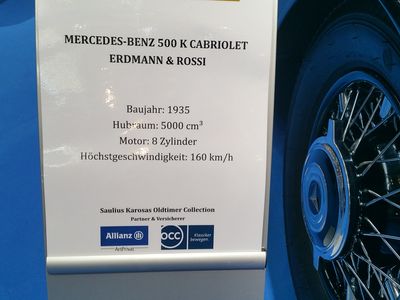 MERCEDES-BENZ 500 K CABRIOLET
ERDMANN & ROSSI
Baujahr: 1935
Hubraum: 5000 cm³
Motor: 8 Zylinder
Höchstgeschwindigkeit: 160 km/h
Saulius Karosas Oldtimer Collection
Partner & Versicherer
Allianz
ArtPrivat
OCC
Klassiker
bewegen.